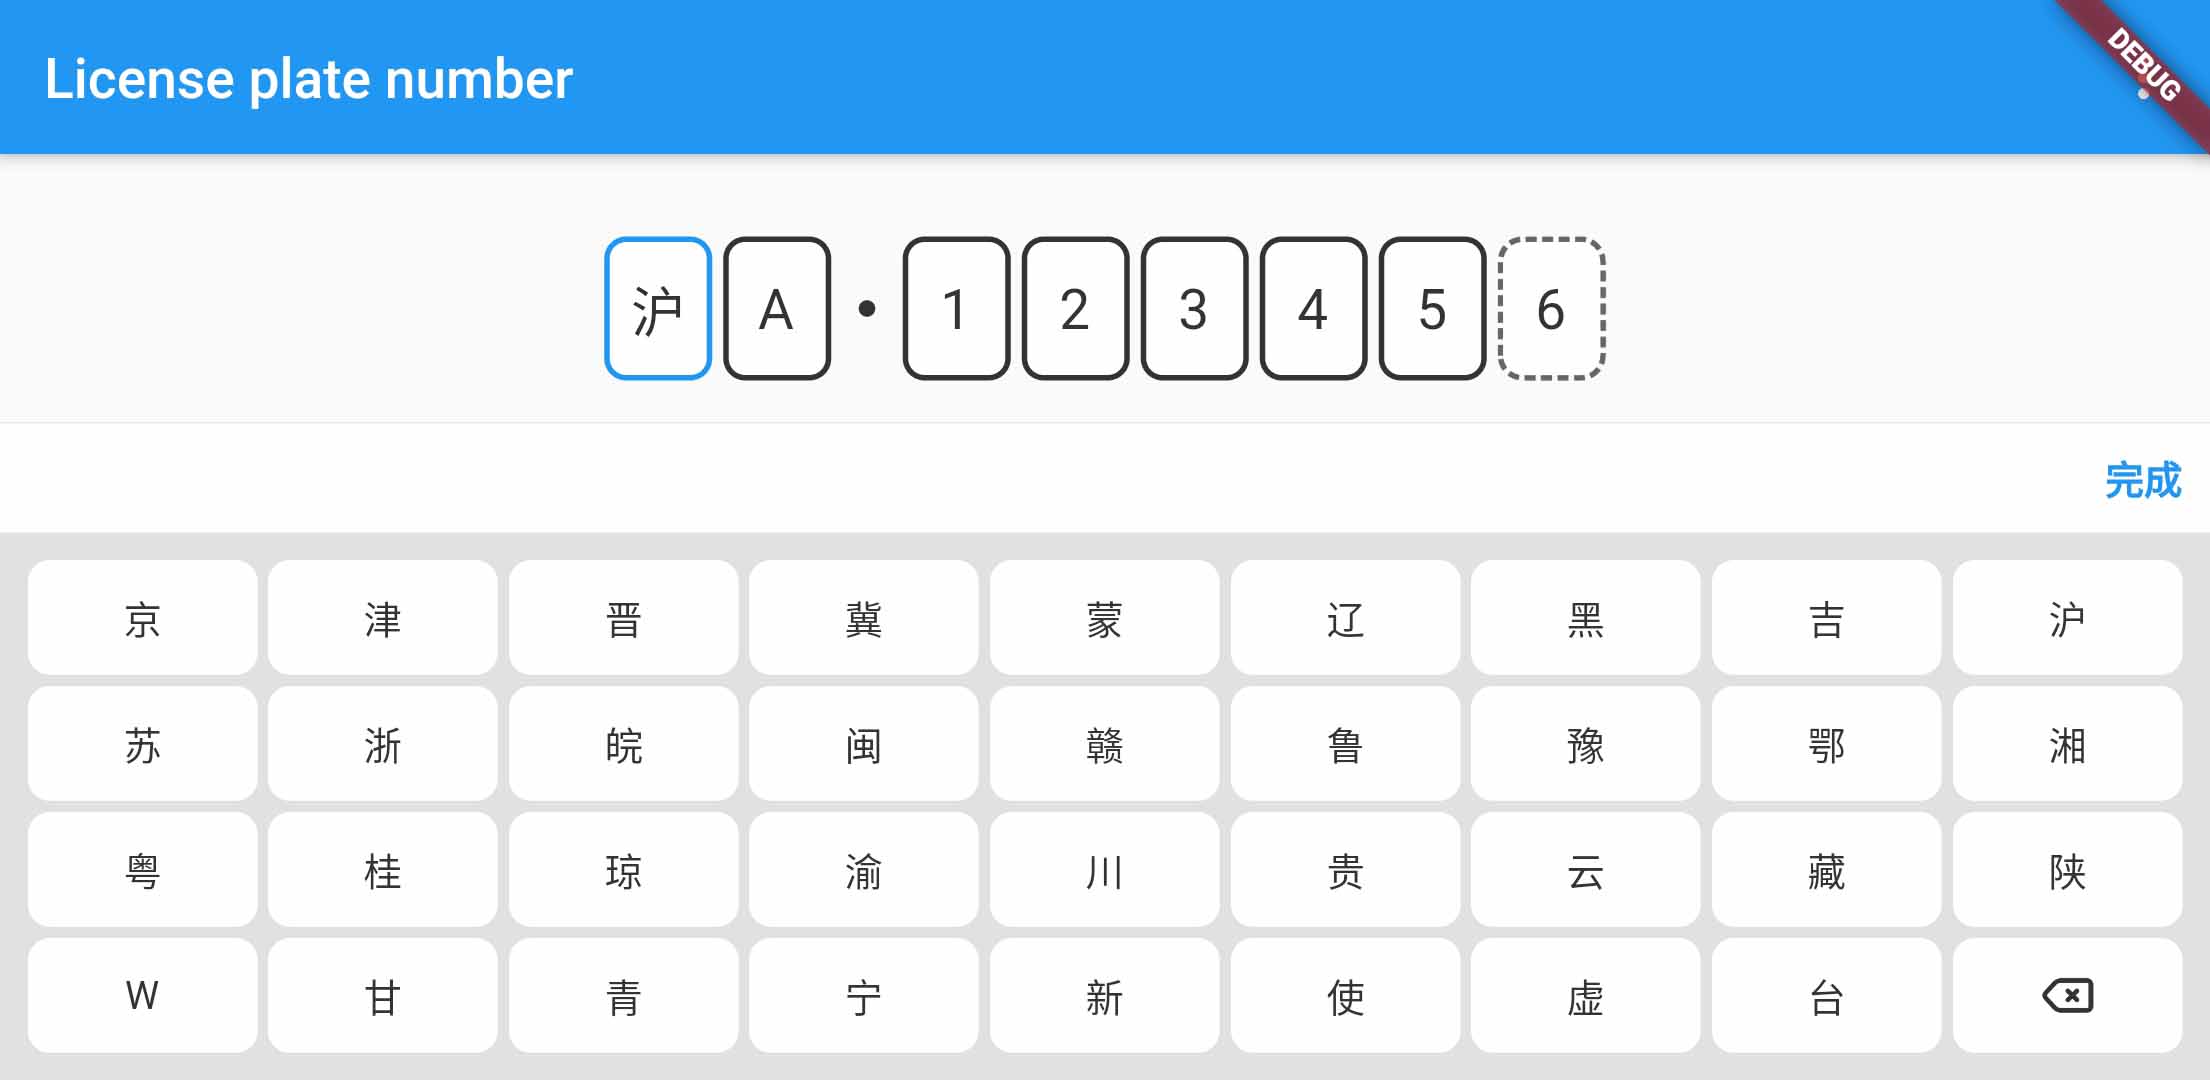 License plate number
DEBUG
沪 A • 1 2 3 4 5 6
完成
京 津 晋 冀 蒙 辽 黑 吉 沪
苏 浙 皖 闽 赣 鲁 豫 鄂 湘
粤 桂 琼 渝 川 贵 云 藏 陕
W 甘 青 宁 新 使 虚 台